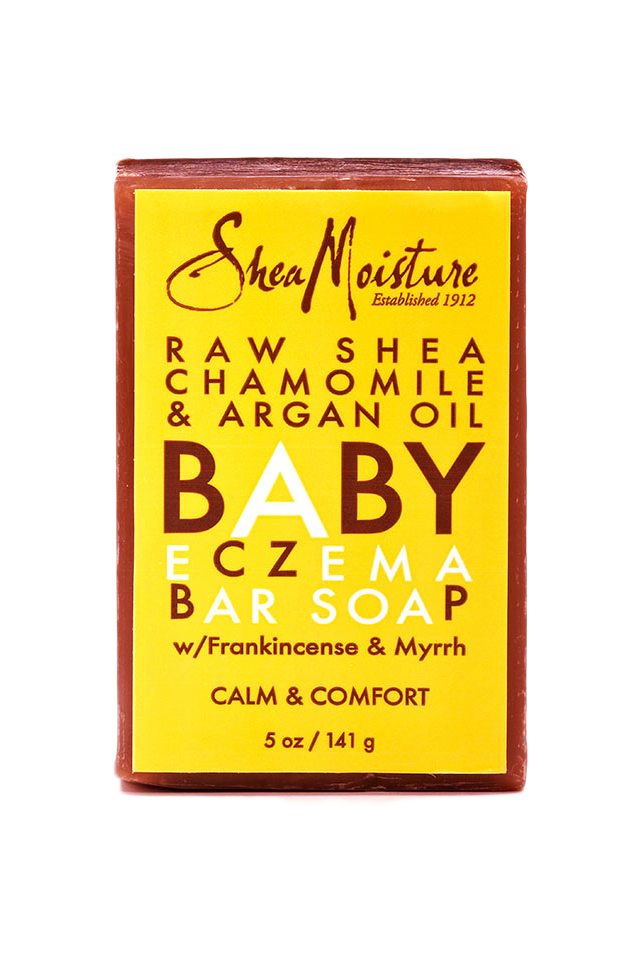 SheaMoisture
Established 1912
RAW SHEA
CHAMOMILE
& ARGAN OIL
BABY
ECZEMA
BAR SOAP
w/Frankincense & Myrrh
CALM & COMFORT
5 oz / 141 g